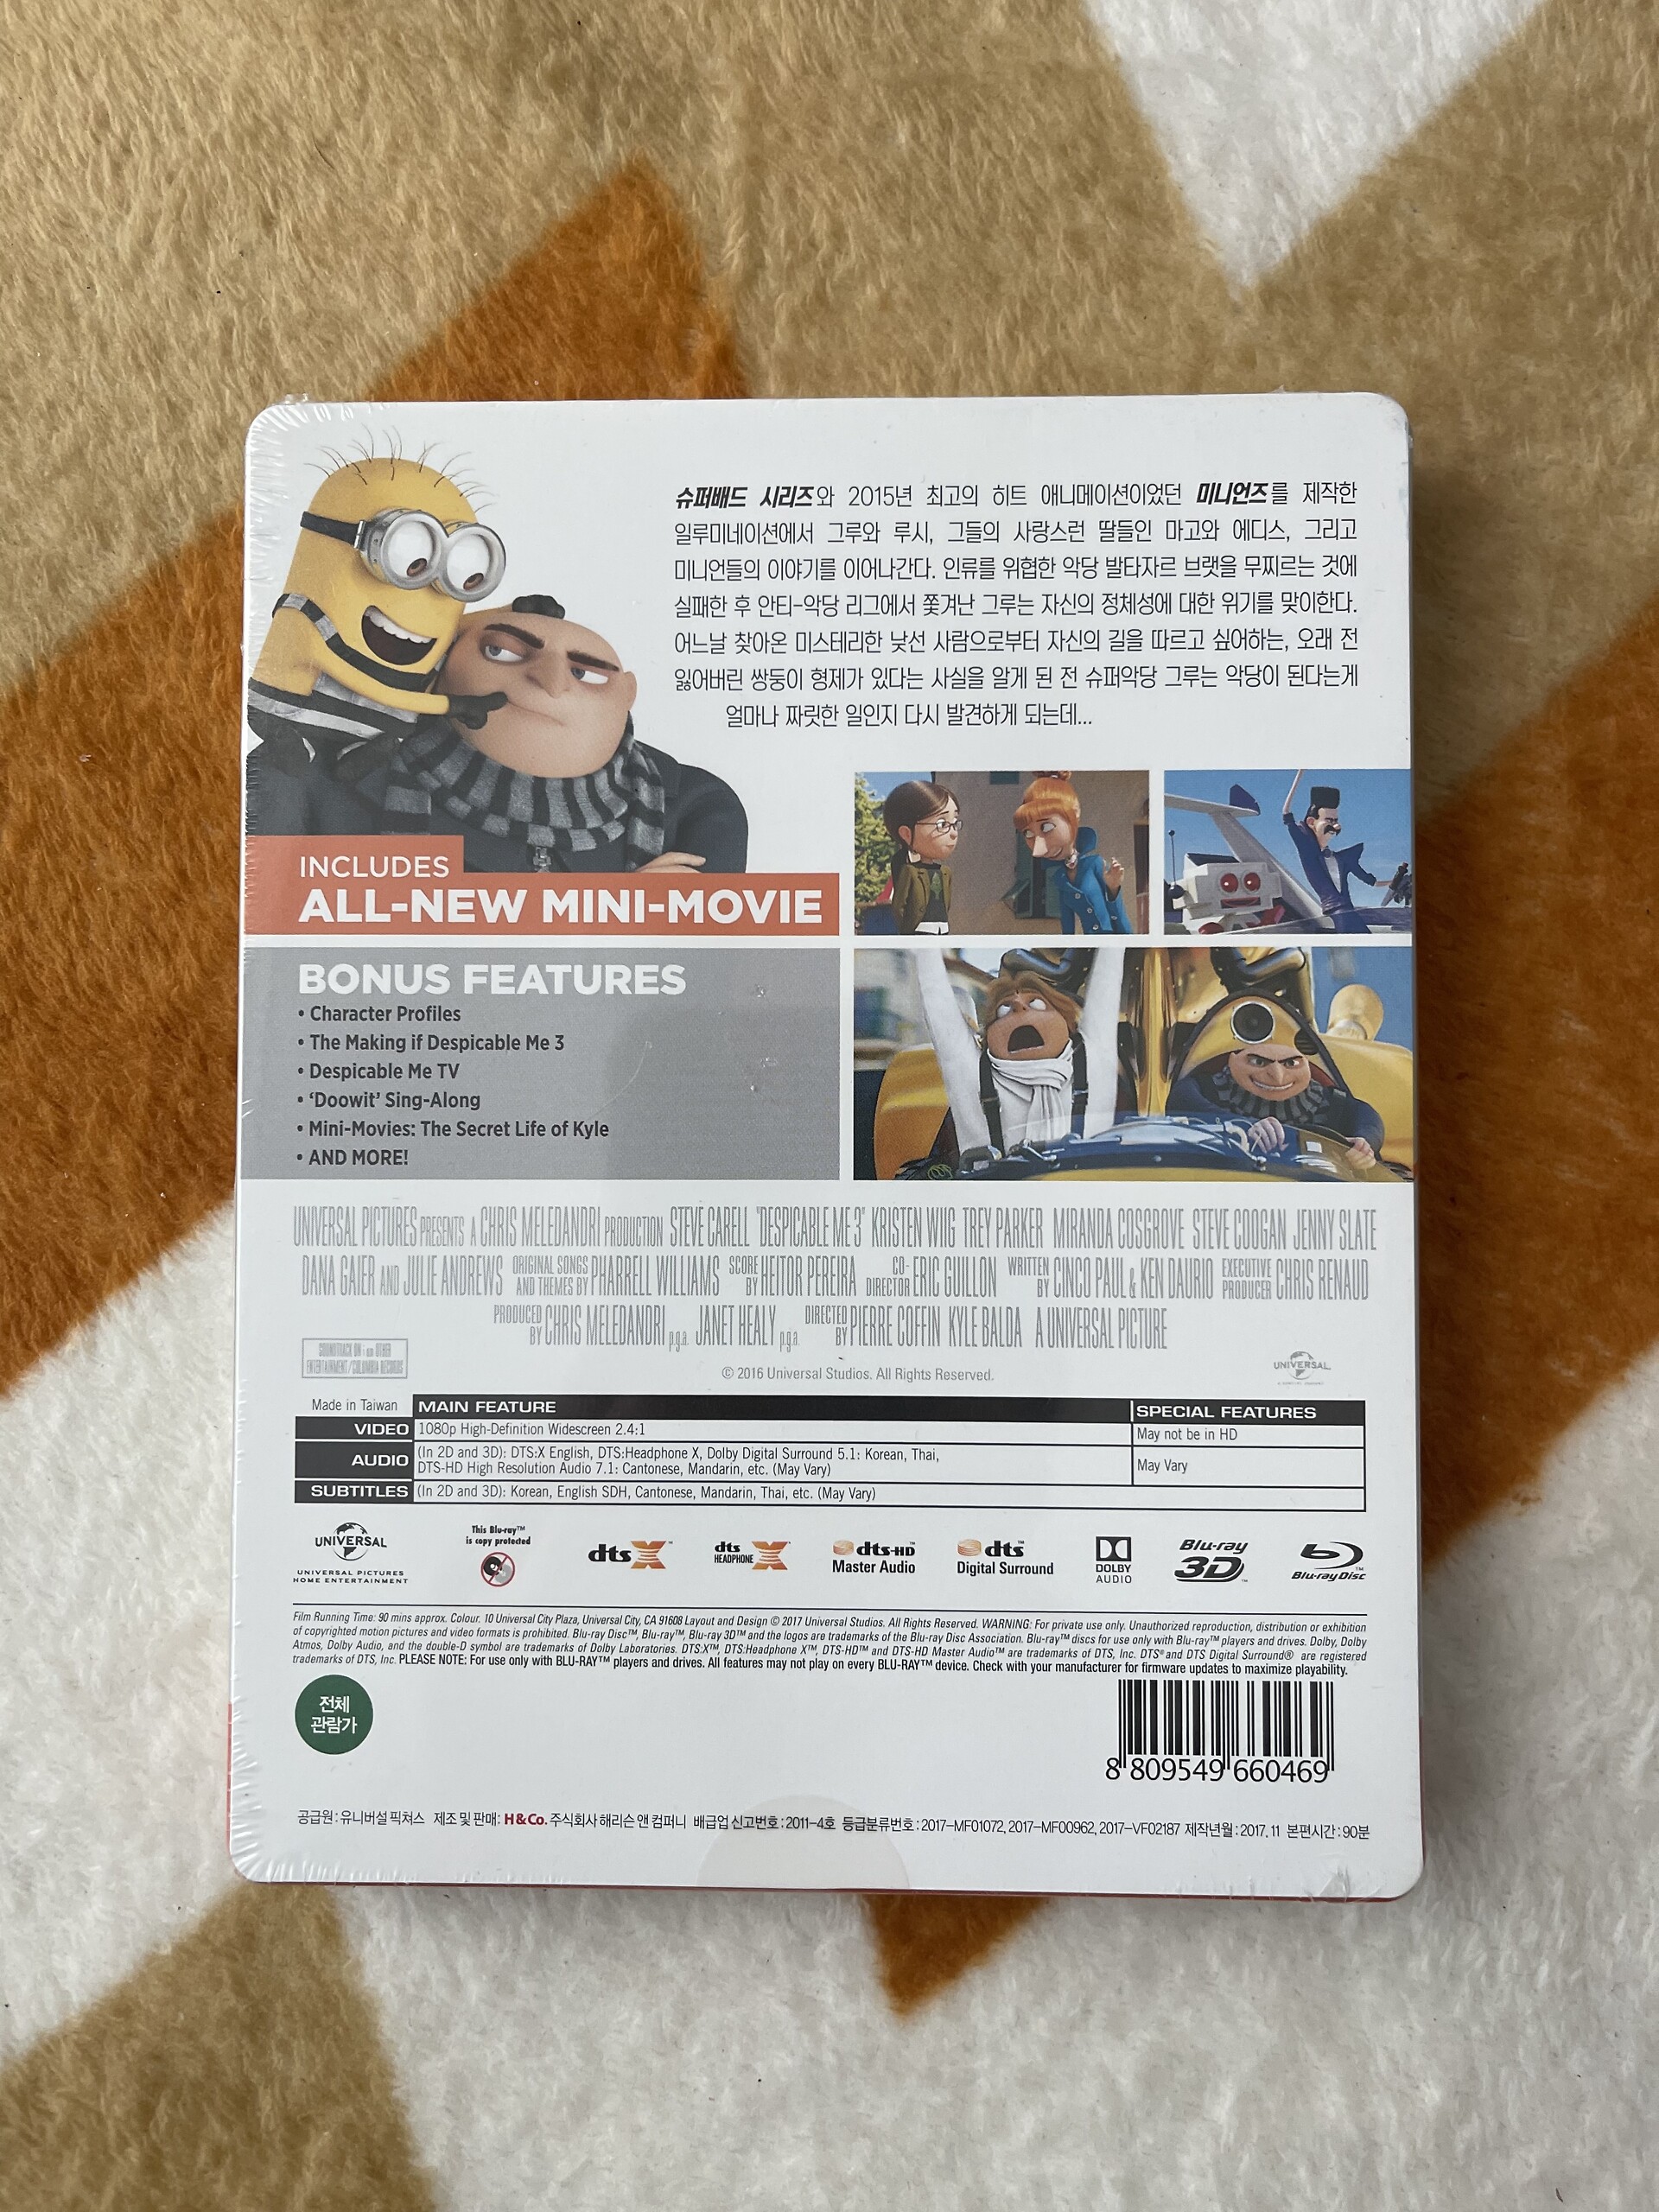 슈퍼배드 시리즈와 2015년 최고의 히트 애니메이션이었던 미니언즈를 제작한
일루미네이션에서 그루와 루시, 그들의 사랑스런 딸들인 마고와 에디스, 그리고
미니언들의 이야기를 이어나간다. 인류를 위협한 악당 발타자르 브랫을 무찌르는 것에
실패한 후 안티-악당 리그에서 쫓겨난 그루는 자신의 정체성에 대한 위기를 맞이한다.
어느날 찾아온 미스테리한 낯선 사람으로부터 자신의 길을 따르고 싶어하는, 오래 전
잃어버린 쌍둥이 형제가 있다는 사실을 알게 된 전 슈퍼악당 그루는 악당이 된다는게
얼마나 짜릿한 일인지 다시 발견하게 되는데...
INCLUDES
ALL-NEW MINI-MOVIE
BONUS FEATURES
• Character Profiles
• The Making if Despicable Me 3
• Despicable Me TV
• ‘Doowit’ Sing-Along
• Mini-Movies: The Secret Life of Kyle
• AND MORE!
UNIVERSAL PICTURES PRESENTS A CHRIS MELEDANDRI PRODUCTION STEVE CARELL "DESPICABLE ME 3" KRISTEN WIIG TREY PARKER MIRANDA COSGROVE STEVE COOGAN JENNY SLATE
DANA GAIER AND JULIE ANDREWS ORIGINAL SONGS AND THEMES BY PHARRELL WILLIAMS SCORE BY HEITOR PEREIRA CO-DIRECTOR ERIC GUILLON WRITTEN BY CINCO PAUL & KEN DAURIO EXECUTIVE PRODUCER CHRIS RENAUD
PRODUCED BY CHRIS MELEDANDRI p.g.a. JANET HEALY p.g.a. DIRECTED BY PIERRE COFFIN KYLE BALDA A UNIVERSAL PICTURE
SOUNDTRACK ON i am OTHER
ENTERTAINMENT/COLUMBIA RECORDS
UNIVERSAL
© 2016 Universal Studios. All Rights Reserved.
Made in Taiwan MAIN FEATURE SPECIAL FEATURES
VIDEO 1080p High-Definition Widescreen 2.4:1 May not be in HD
AUDIO (In 2D and 3D): DTS:X English, DTS:Headphone X, Dolby Digital Surround 5.1: Korean, Thai,
DTS-HD High Resolution Audio 7.1: Cantonese, Mandarin, etc. (May Vary) May Vary
SUBTITLES (In 2D and 3D): Korean, English SDH, Cantonese, Mandarin, Thai, etc. (May Vary)
UNIVERSAL
UNIVERSAL PICTURES
HOME ENTERTAINMENT
This Blu-ray™
is copy protected
dts X™
dts HEADPHONE X™
dts-HD™
Master Audio
dts™
Digital Surround
DOLBY
AUDIO
Blu-ray
3D™
Blu-ray Disc™
Film Running Time: 90 mins approx. Colour. 10 Universal City Plaza, Universal City, CA 91608 Layout and Design © 2017 Universal Studios. All Rights Reserved. WARNING: For private use only. Unauthorized reproduction, distribution or exhibition
of copyrighted motion pictures and video formats is prohibited. Blu-ray Disc™, Blu-ray™, Blu-ray 3D™ and the logos are trademarks of the Blu-ray Disc Association. Blu-ray™ discs for use only with Blu-ray™ players and drives. Dolby, Dolby
Atmos, Dolby Audio, and the double-D symbol are trademarks of Dolby Laboratories. DTS:X™, DTS:Headphone X™, DTS-HD™ and DTS-HD Master Audio™ are trademarks of DTS, Inc. DTS® and DTS Digital Surround® are registered
trademarks of DTS, Inc. PLEASE NOTE: For use only with BLU-RAY™ players and drives. All features may not play on every BLU-RAY™ device. Check with your manufacturer for firmware updates to maximize playability.
전체
관람가
8 809549 660469
공급원 : 유니버설 픽쳐스 제조 및 판매: H&Co. 주식회사 해리슨 앤 컴퍼니 배급업 신고번호 : 2011-4호 등급분류번호 : 2017-MF01072, 2017-MF00962, 2017-VF02187 제작년월 : 2017. 11 본편시간 : 90분